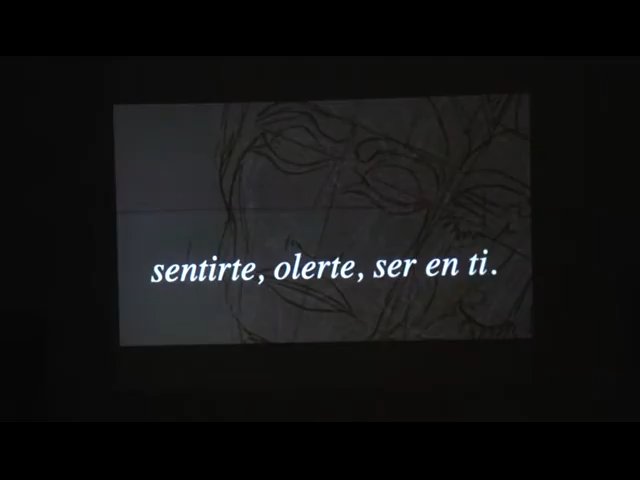 sentirte, olerte, ser en ti.